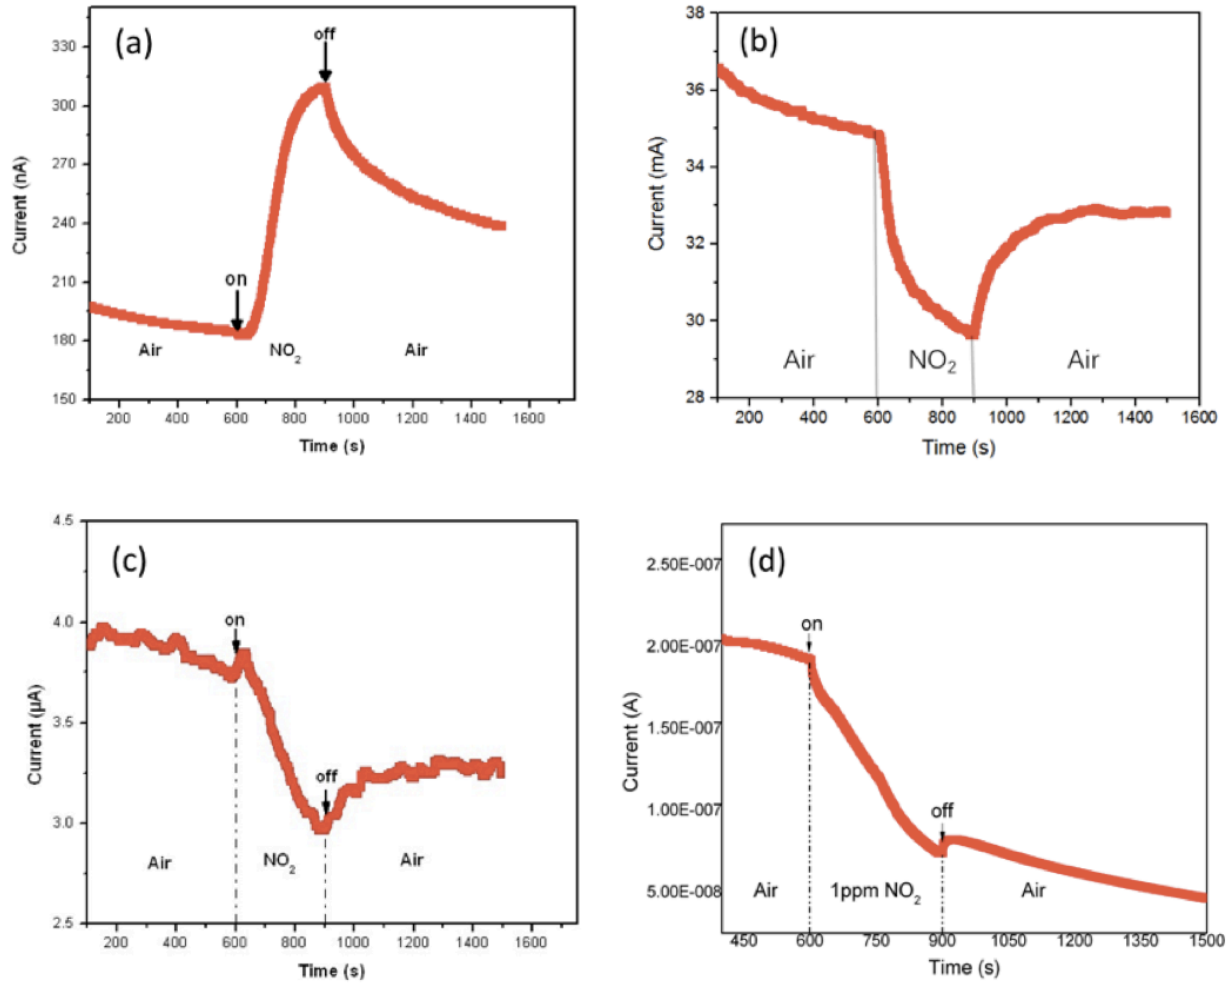 (a)
off
on
Air
NO2
Air
330
300
270
240
210
180
150
200 400 600 800 1000 1200 1400 1600
Current (nA)
Time (s)
(b)
38
36
34
32
30
28
Air
NO2
Air
200 400 600 800 1000 1200 1400 1600
Current (mA)
Time (s)
(c)
4.5
4.0
3.5
3.0
2.5
on
off
Air
NO2
Air
200 400 600 800 1000 1200 1400 1600
Current (µA)
Time (s)
(d)
2.50E-007
2.00E-007
1.50E-007
1.00E-007
5.00E-008
on
off
Air
1ppm NO2
Air
450 600 750 900 1050 1200 1350 1500
Current (A)
Time (s)